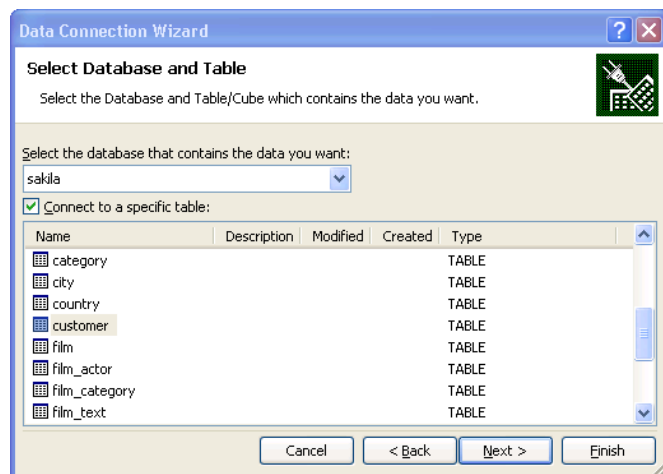 Data Connection Wizard
Select Database and Table
Select the Database and Table/Cube which contains the data you want.
Select the database that contains the data you want:
sakila
Connect to a specific table:
Name Description Modified Created Type
category TABLE
city TABLE
country TABLE
customer TABLE
film TABLE
film_actor TABLE
film_category TABLE
film_text TABLE
Cancel < Back Next > Finish